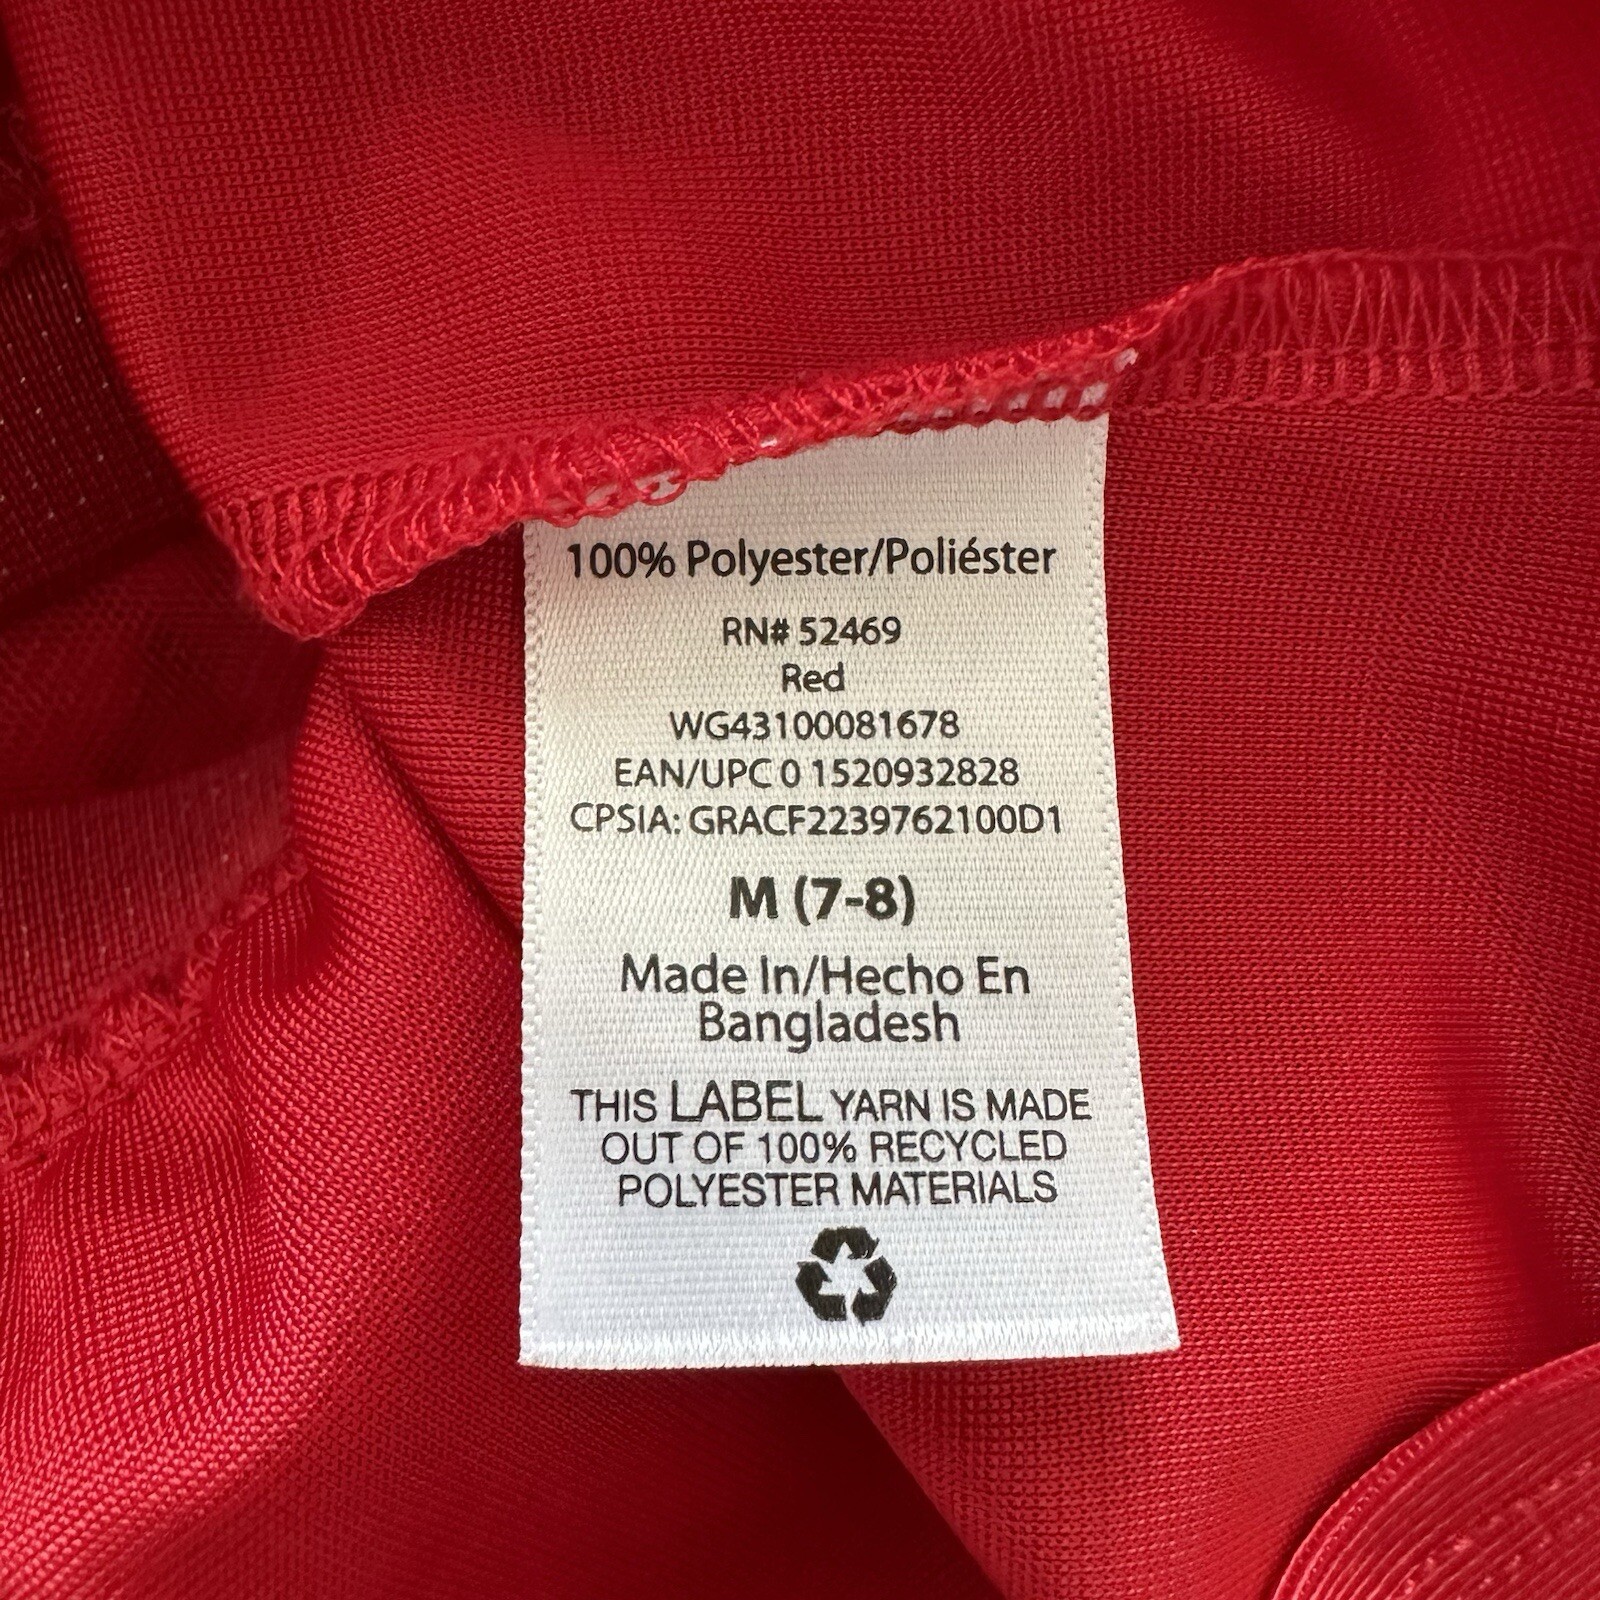 100% Polyester/Poliéster
RN# 52469
Red
WG43100081678
EAN/UPC 0 1520932828
CPSIA: GRACF2239762100D1
M (7-8)
Made In/Hecho En
Bangladesh
THIS LABEL YARN IS MADE
OUT OF 100% RECYCLED
POLYESTER MATERIALS